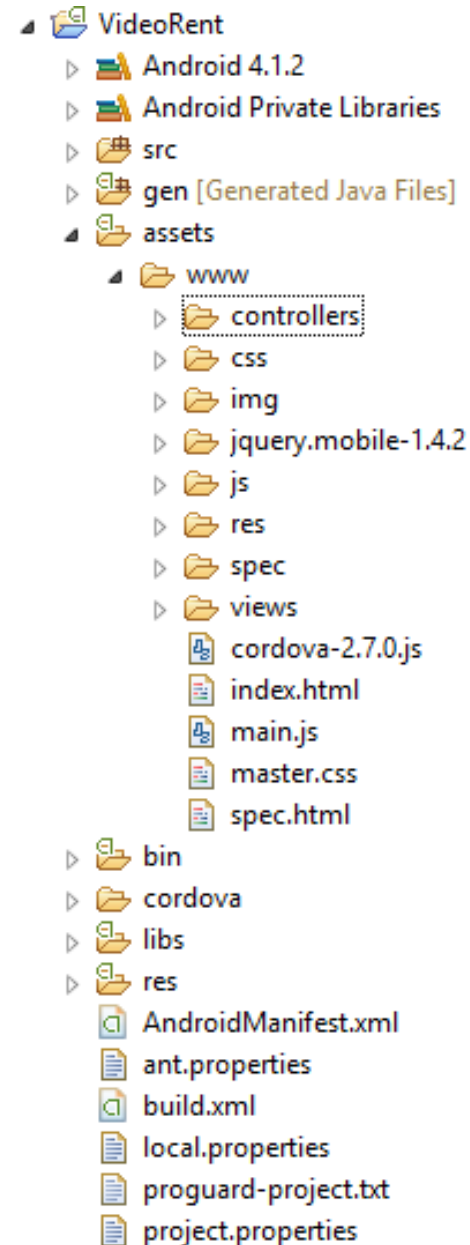 VideoRent
Android 4.1.2
Android Private Libraries
src
gen [Generated Java Files]
assets
www
controllers
css
img
jquery.mobile-1.4.2
js
res
spec
views
cordova-2.7.0.js
index.html
main.js
master.css
spec.html
bin
cordova
libs
res
AndroidManifest.xml
ant.properties
build.xml
local.properties
proguard-project.txt
project.properties